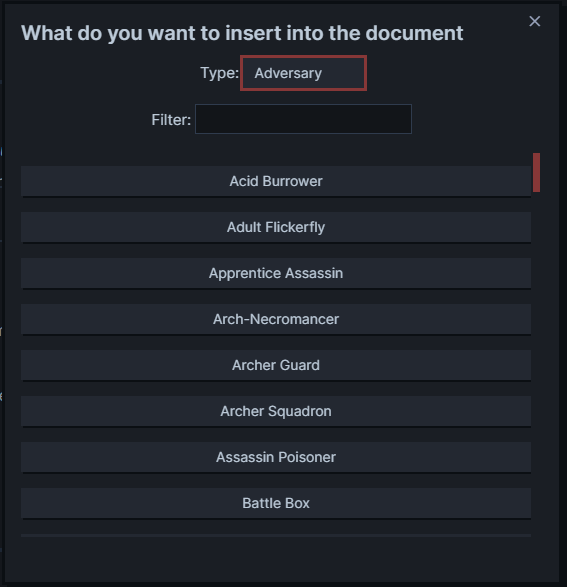 What do you want to insert into the document
Type: Adversary
Filter:
Acid Burrower
Adult Flickerfly
Apprentice Assassin
Arch-Necromancer
Archer Guard
Archer Squadron
Assassin Poisoner
Battle Box